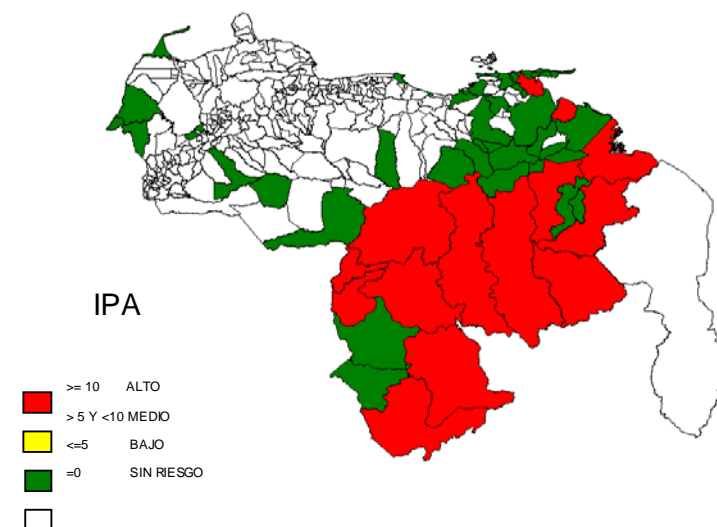 IPA
>= 10 ALTO
> 5 Y <10 MEDIO
<=5 BAJO
=0 SIN RIESGO